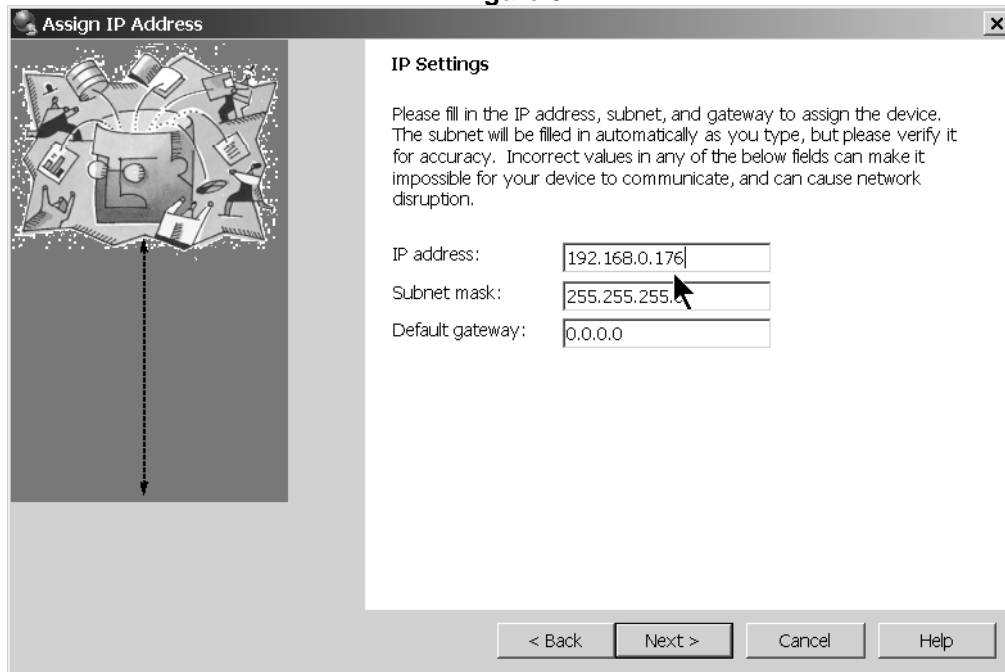 Assign IP Address
IP Settings
Please fill in the IP address, subnet, and gateway to assign the device.
The subnet will be filled in automatically as you type, but please verify it
for accuracy.  Incorrect values in any of the below fields can make it
impossible for your device to communicate, and can cause network
disruption.
IP address: 192.168.0.176
Subnet mask: 255.255.255.
Default gateway: 0.0.0.0
< Back Next > Cancel Help